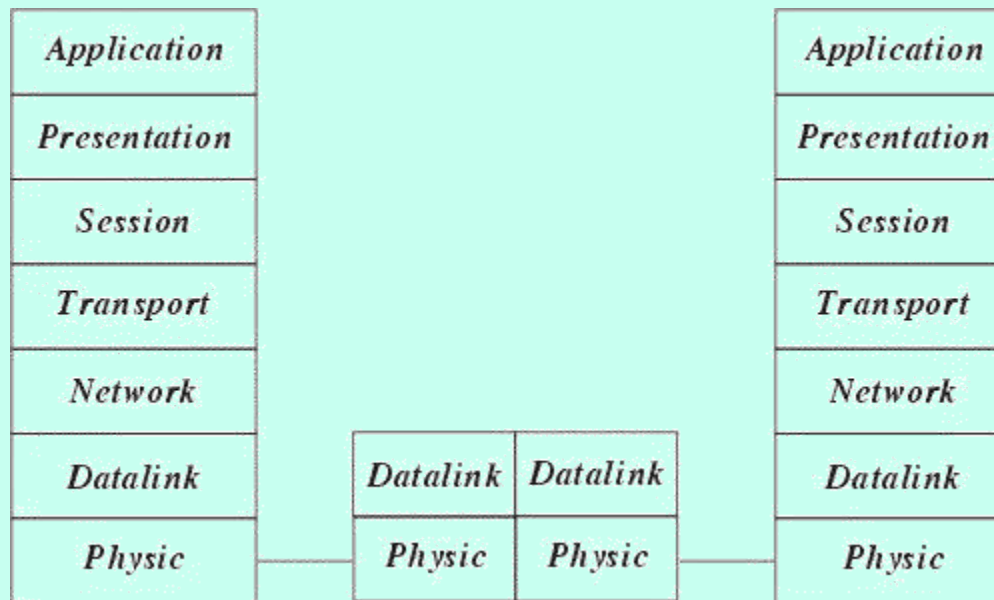 Application
Presentation
Session
Transport
Network
Datalink
Physic
Datalink
Datalink
Physic
Physic
Application
Presentation
Session
Transport
Network
Datalink
Physic